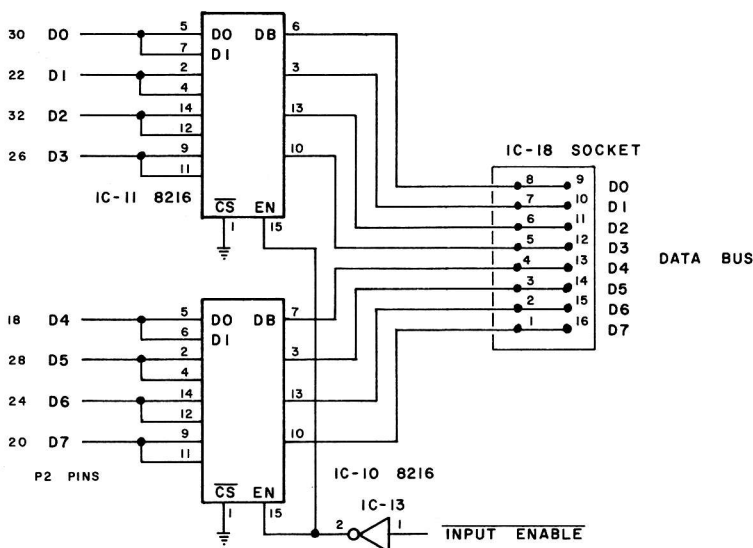 30 D0 5 D0 DB 6
7 DI
22 D1 2 3
4
32 D2 14 13
12
26 D3 9 10
11
IC-11 8216
CS EN
1 15
IC-18 SOCKET
8 9 D0
7 10 D1
6 11 D2
5 12 D3
4 13 D4
3 14 D5
2 15 D6
1 16 D7
DATA BUS
18 D4 5 D0 DB 7
6 DI
28 D5 2 3
4
24 D6 14 13
12
20 D7 9 10
11
P2 PINS
CS EN
1 15
IC-10 8216
IC-13
2 1 INPUT ENABLE